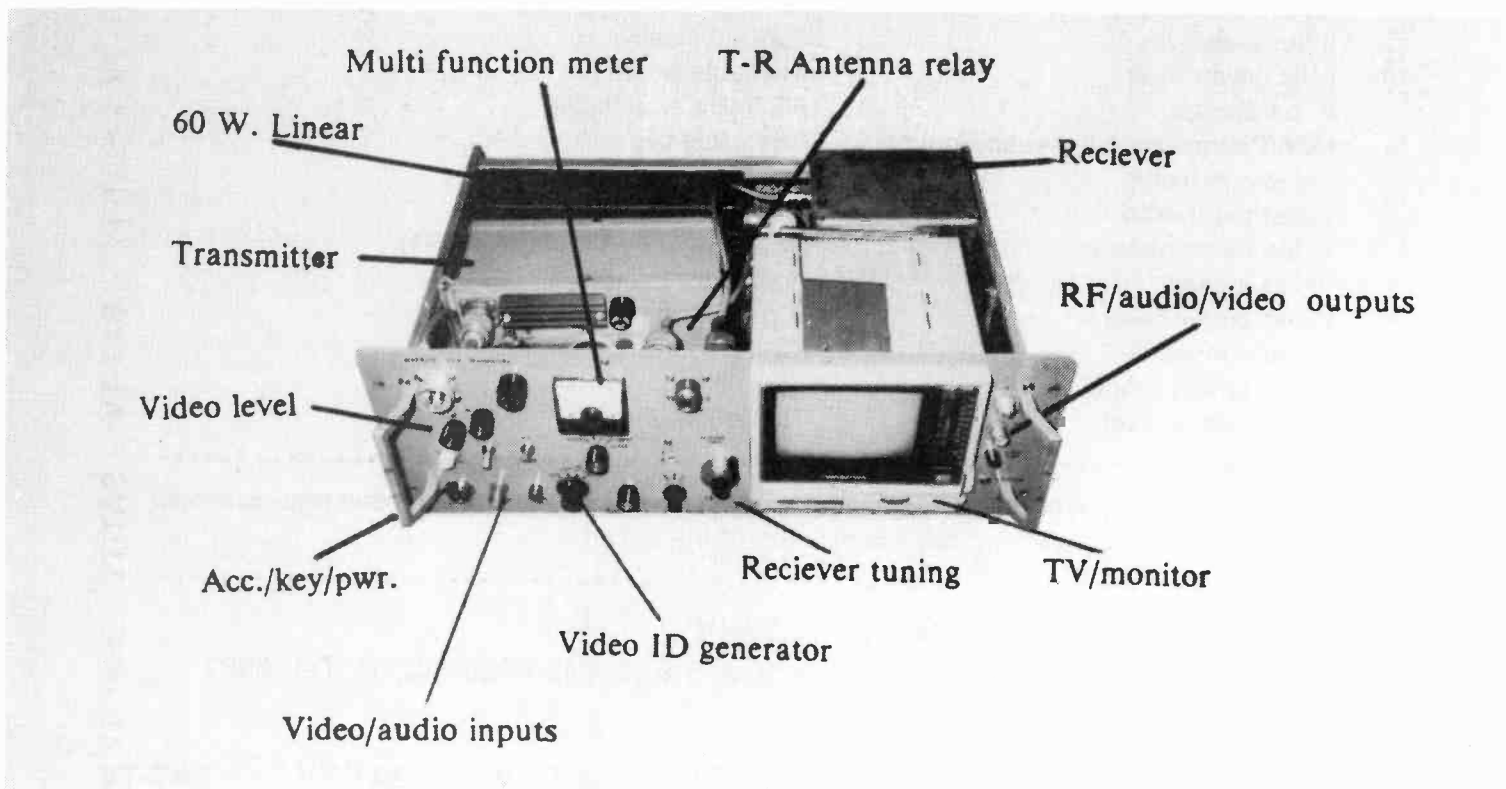 Multi function meter
T-R Antenna relay
60 W. Linear
Reciever
Transmitter
RF/audio/video outputs
Video level
Acc./key/pwr.
Reciever tuning
TV/monitor
Video ID generator
Video/audio inputs